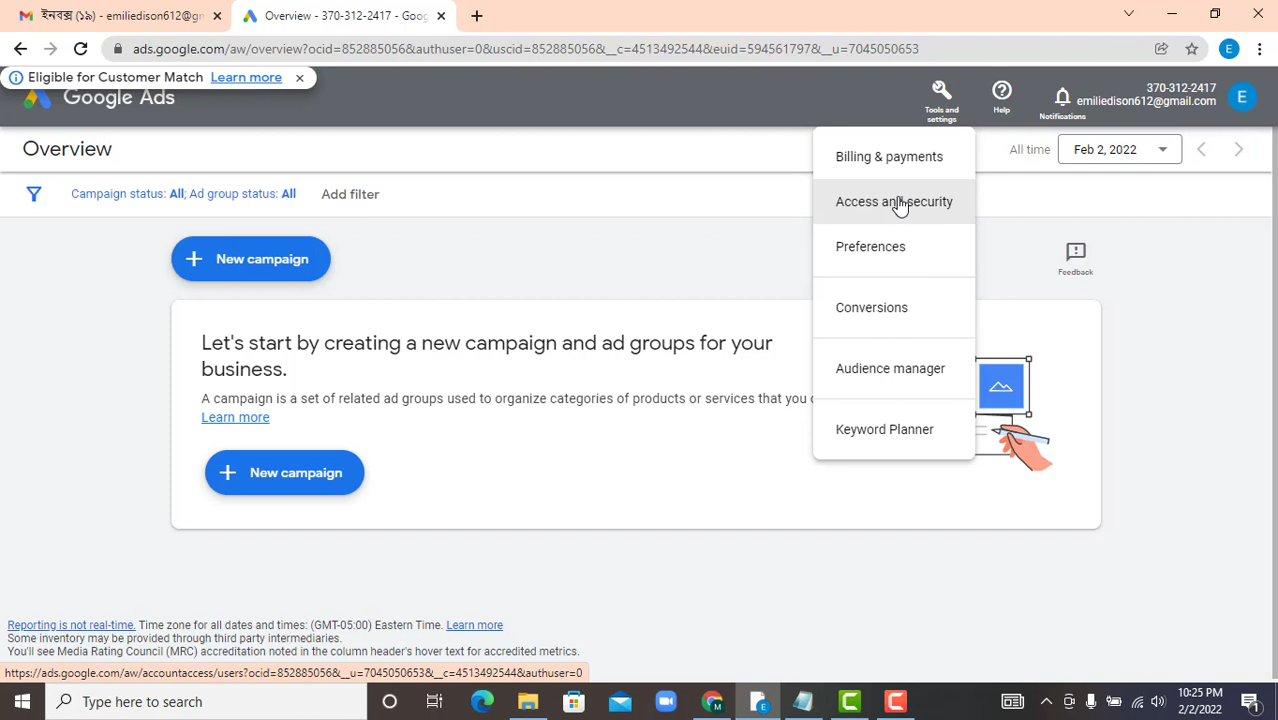 ইনবক্স (১৯) - emiliedison612@gm
Overview - 370-312-2417 - Goog
ads.google.com/aw/overview?ocid=852885056&authuser=0&uscid=852885056&__c=4513492544&euid=594561797&__u=7045050653
E
Eligible for Customer Match Learn more
Google Ads
Tools and settings
Help
Notifications
370-312-2417
emiliedison612@gmail.com
E
Overview
All time
Feb 2, 2022
Campaign status: All; Ad group status: All
Add filter
New campaign
Feedback
Billing & payments
Access and security
Preferences
Conversions
Audience manager
Keyword Planner
Let's start by creating a new campaign and ad groups for your
business.
A campaign is a set of related ad groups used to organize categories of products or services that you
Learn more
New campaign
Reporting is not real-time. Time zone for all dates and times: (GMT-05:00) Eastern Time. Learn more
Some inventory may be provided through third party intermediaries.
You'll see Media Rating Council (MRC) accreditation noted in the column header's hover text for accredited metrics.
https://ads.google.com/aw/accountaccess/users?ocid=852885056&__u=7045050653&__c=4513492544&authuser=0
Type here to search
10:25 PM
2/2/2022